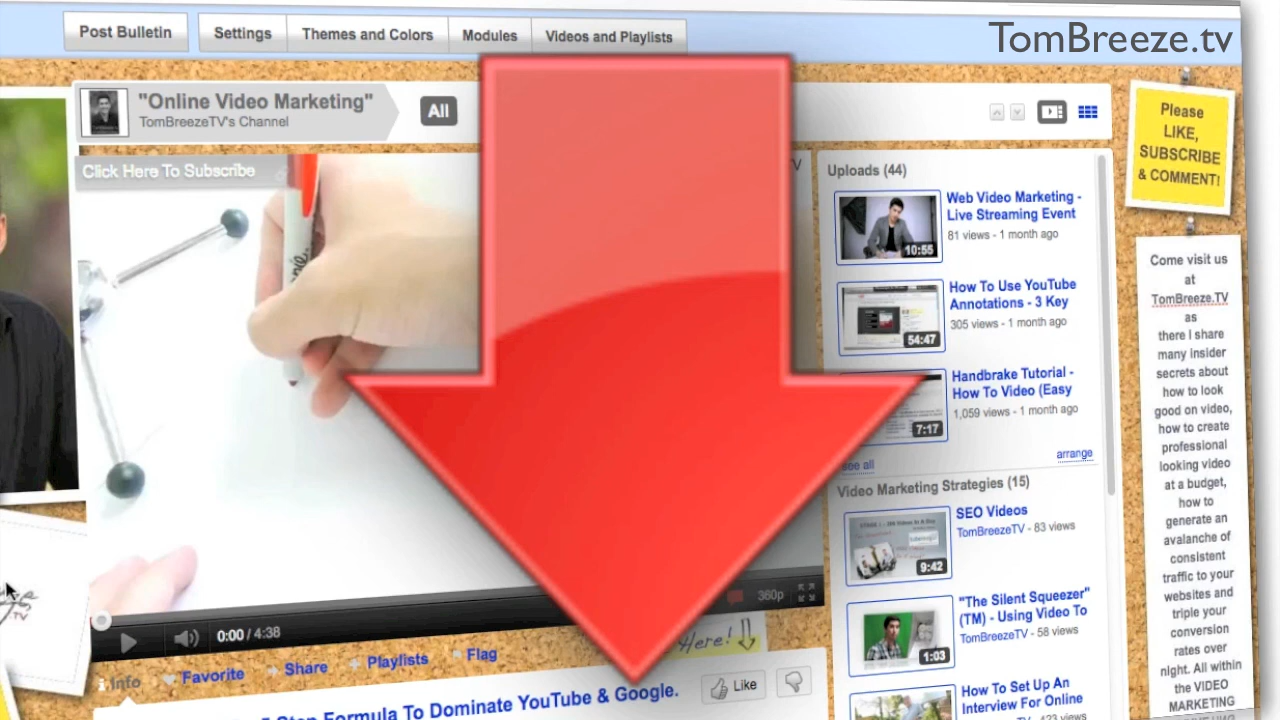 TomBreeze.tv
Post Bulletin
Settings
Themes and Colors
Modules
Videos and Playlists
"Online Video Marketing"
TomBreezeTV's Channel
All
Click Here To Subscribe
Uploads (44)
Web Video Marketing -
Live Streaming Event
81 views - 1 month ago
10:55
How To Use YouTube
Annotations - 3 Key
305 views - 1 month ago
54:47
Handbrake Tutorial -
How To Video (Easy
1,059 views - 1 month ago
7:17
see all
arrange
Video Marketing Strategies (15)
SEO Videos
TomBreezeTV - 83 views
9:42
"The Silent Squeezer"
(TM) - Using Video To
TomBreezeTV - 58 views
1:03
How To Set Up An
Interview For Online
423 views
Please
LIKE,
SUBSCRIBE
& COMMENT!
Come visit us
at
TomBreeze.TV
as
there I share
many insider
secrets about
how to look
good on video,
how to create
professional
looking video
at a budget,
how to
generate an
avalanche of
consistent
traffic to your
websites and
triple your
conversion
rates over
night. All within
the VIDEO
MARKETING
0:00 / 4:38
360p
Here!
Info
Favorite
Share
Playlists
Flag
Step Formula To Dominate YouTube & Google.
Like